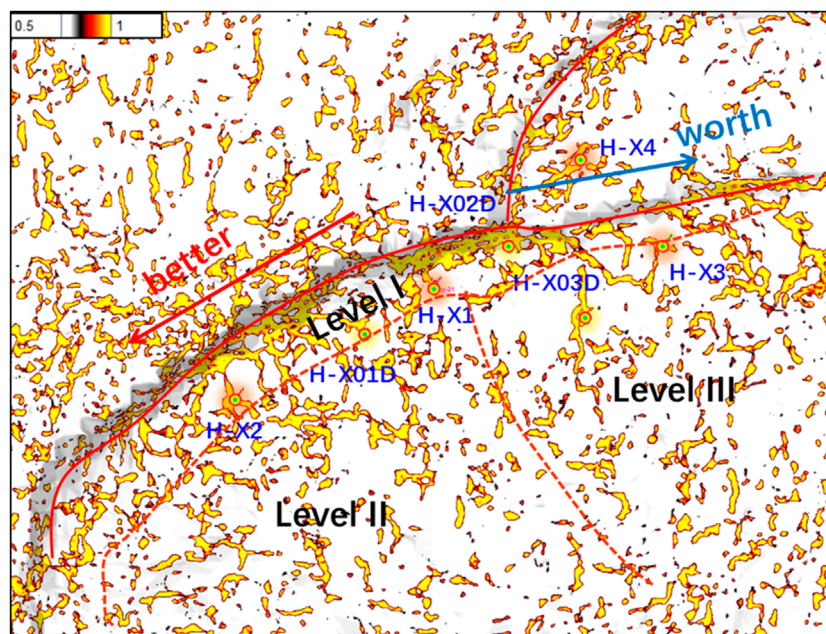 0.5 1
H-X4
worth
H-X02D
better
Level I
H-X3
H-X03D
H-X1
H-X01D
Level III
H-X2
Level II